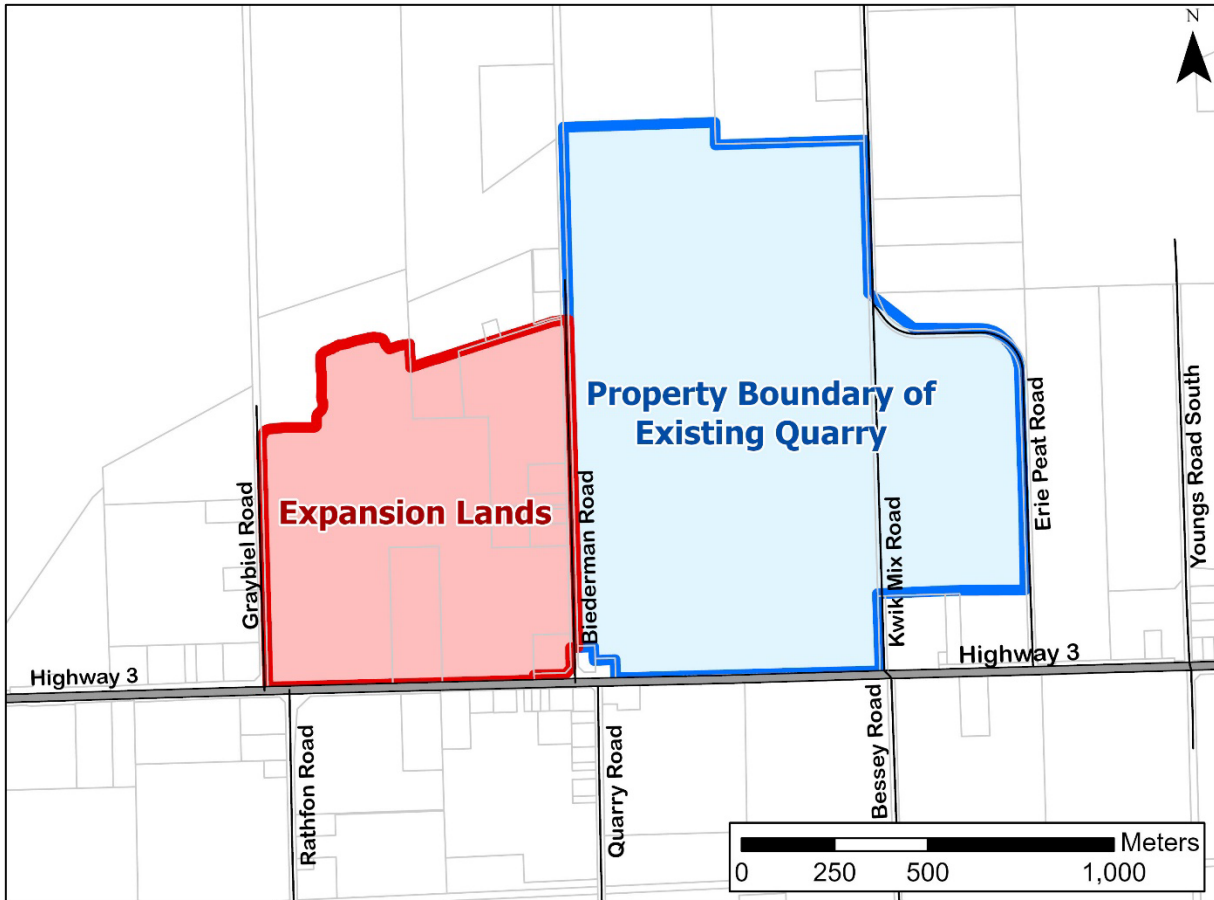 N
Property Boundary of
Existing Quarry
Expansion Lands
Graybiel Road
Biederman Road
Kwik Mix Road
Erie Peat Road
Youngs Road South
Highway 3
Highway 3
Rathfon Road
Quarry Road
Bessey Road
Meters
0 250 500 1,000